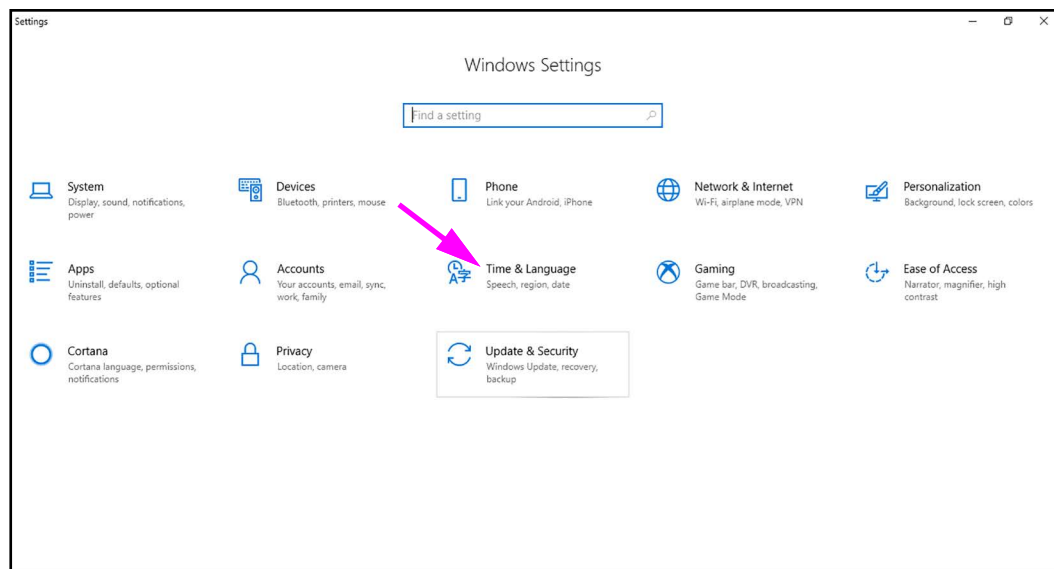 Settings
Windows Settings
Find a setting
System
Display, sound, notifications,
power
Devices
Bluetooth, printers, mouse
Phone
Link your Android, iPhone
Network & Internet
Wi-Fi, airplane mode, VPN
Personalization
Background, lock screen, colors
Apps
Uninstall, defaults, optional
features
Accounts
Your accounts, email, sync,
work, family
Time & Language
Speech, region, date
Gaming
Game bar, DVR, broadcasting,
Game Mode
Ease of Access
Narrator, magnifier, high
contrast
Cortana
Cortana language, permissions,
notifications
Privacy
Location, camera
Update & Security
Windows Update, recovery,
backup